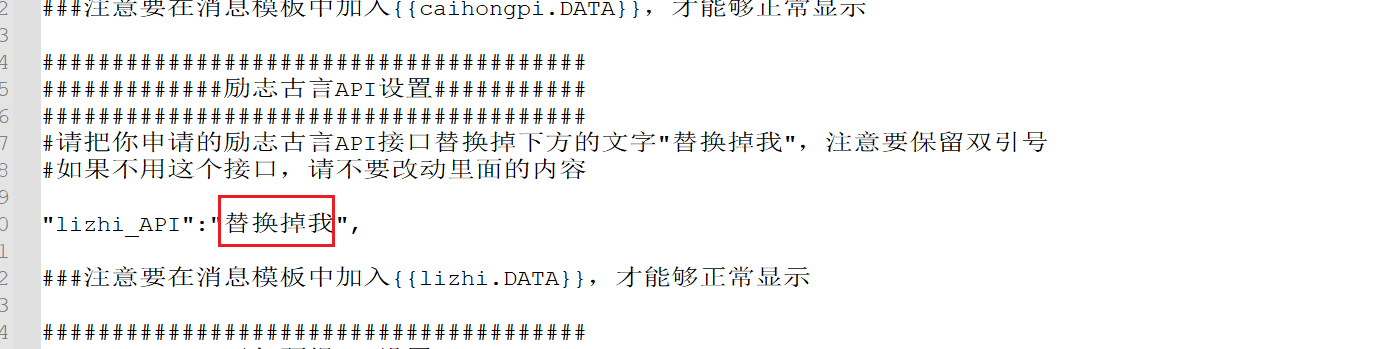 2 ###注意要在消息模板中加入{{caihongpi.DATA}}，才能够正常显示
3
4 #######################################
5 #############励志古言API设置###########
6 #######################################
7 #请把你申请的励志古言API接口替换掉下方的文字"替换掉我"，注意要保留双引号
8 #如果不用这个接口，请不要改动里面的内容
9
0 "lizhi_API":"替换掉我",
1
2 ###注意要在消息模板中加入{{lizhi.DATA}}，才能够正常显示
3
4 #######################################